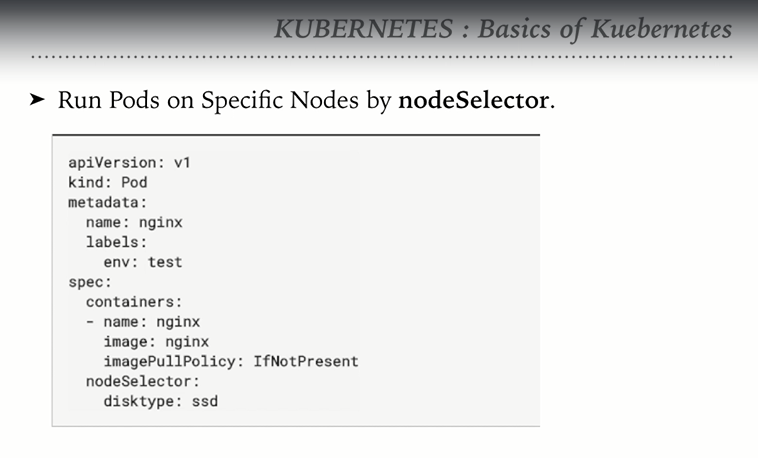 KUBERNETES : Basics of Kuebernetes
➤ Run Pods on Specific Nodes by nodeSelector.
apiVersion: v1
kind: Pod
metadata:
  name: nginx
  labels:
    env: test
spec:
  containers:
  - name: nginx
    image: nginx
    imagePullPolicy: IfNotPresent
  nodeSelector:
    disktype: ssd